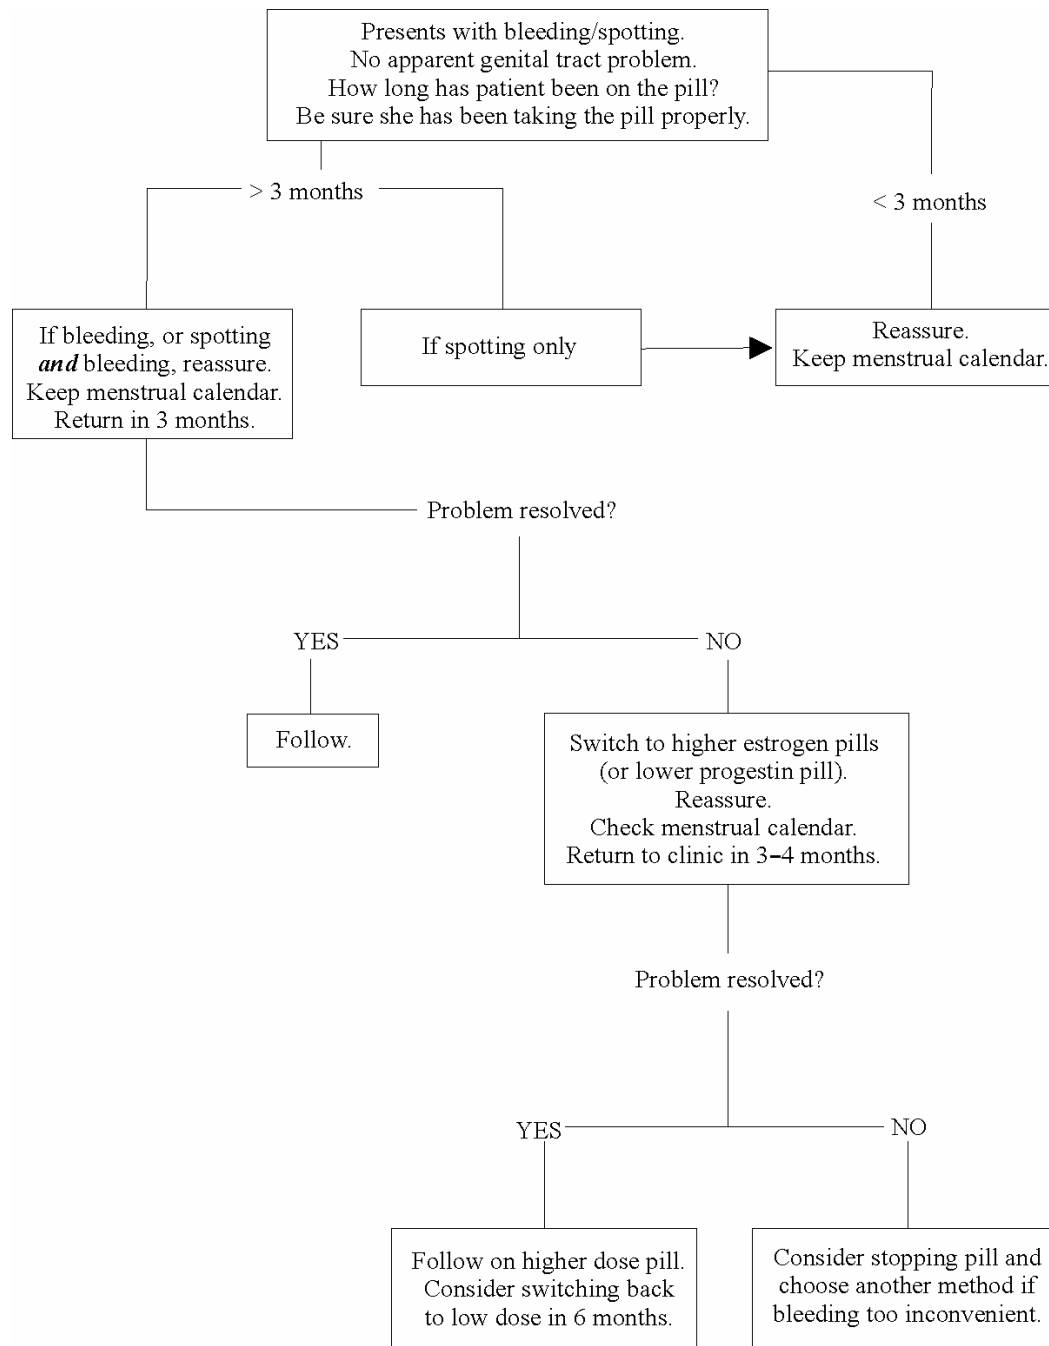 Presents with bleeding/spotting.
No apparent genital tract problem.
How long has patient been on the pill?
Be sure she has been taking the pill properly.
> 3 months
< 3 months
If bleeding, or spotting
and bleeding, reassure.
Keep menstrual calendar.
Return in 3 months.
If spotting only
Reassure.
Keep menstrual calendar.
Problem resolved?
YES
NO
Follow.
Switch to higher estrogen pills
(or lower progestin pill).
Reassure.
Check menstrual calendar.
Return to clinic in 3–4 months.
Problem resolved?
YES
NO
Follow on higher dose pill.
Consider switching back
to low dose in 6 months.
Consider stopping pill and
choose another method if
bleeding too inconvenient.